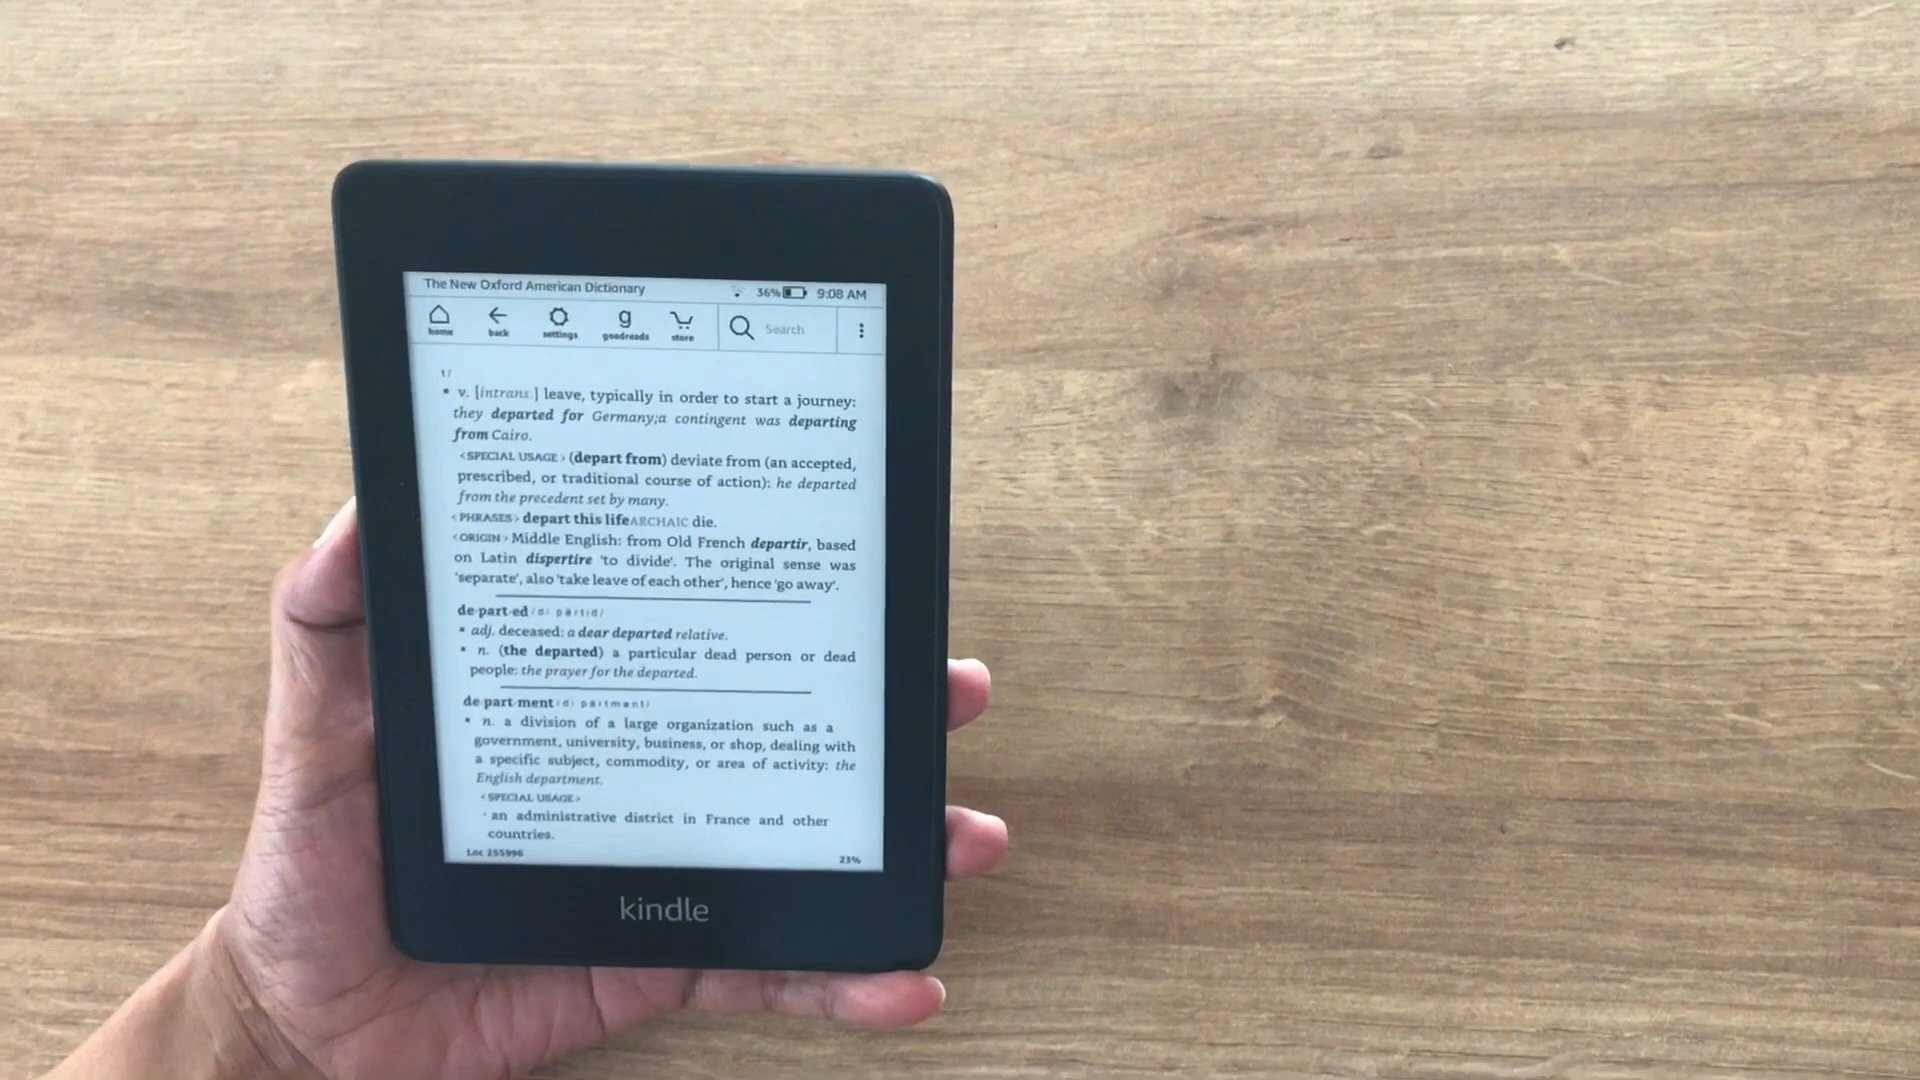 The New Oxford American Dictionary 36% 9:08 AM
home back settings goodreads store Search
t/
▪ v. [intrans.] leave, typically in order to start a journey:
they departed for Germany;a contingent was departing
from Cairo.
‹SPECIAL USAGE› (depart from) deviate from (an accepted,
prescribed, or traditional course of action): he departed
from the precedent set by many.
‹PHRASES› depart this lifeARCHAIC die.
‹ORIGIN› Middle English: from Old French departir, based
on Latin dispertire 'to divide'. The original sense was
'separate', also 'take leave of each other', hence 'go away'.
de·part·ed /di pärtid/
▪ adj. deceased: a dear departed relative.
▪ n. (the departed) a particular dead person or dead
people: the prayer for the departed.
de·part·ment /di pärtment/
▪ n. a division of a large organization such as a
government, university, business, or shop, dealing with
a specific subject, commodity, or area of activity: the
English department.
‹SPECIAL USAGE›
· an administrative district in France and other
countries.
Loc 255996 23%
kindle